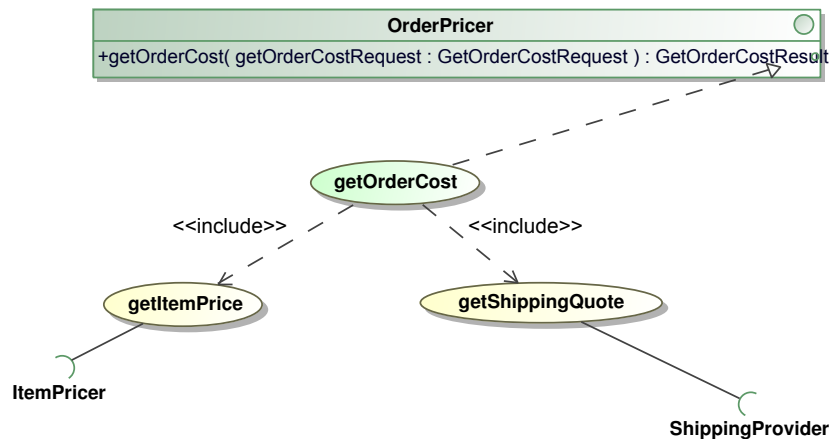 OrderPricer
+getOrderCost( getOrderCostRequest : GetOrderCostRequest ) : GetOrderCostResult
getOrderCost
<<include>> <<include>>
getItemPrice getShippingQuote
ItemPricer
ShippingProvider